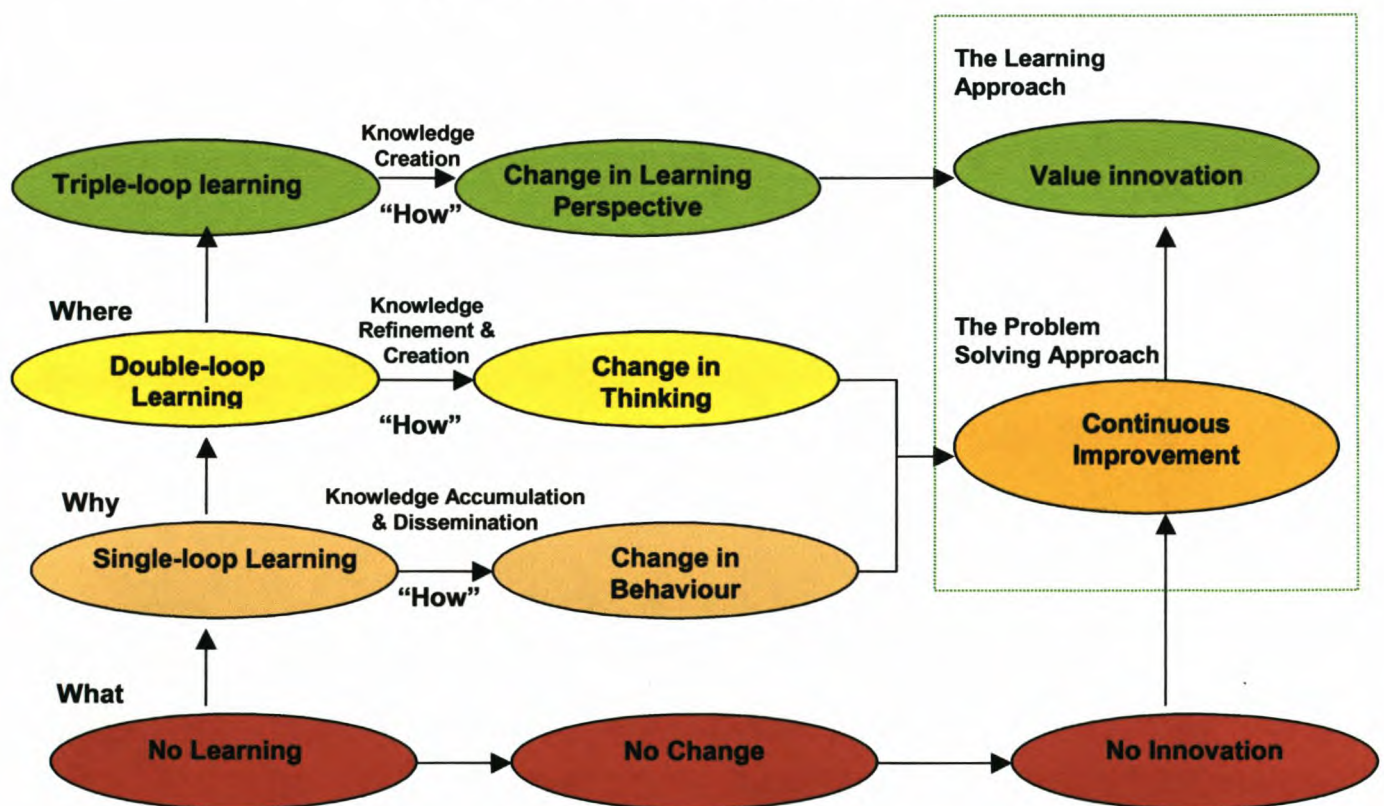 The Learning
Approach
Knowledge
Creation
Triple-loop learning
“How”
Change in Learning
Perspective
Value innovation
Where
Knowledge
Refinement &
Creation
The Problem
Solving Approach
Double-loop
Learning
“How”
Change in
Thinking
Continuous
Improvement
Why
Knowledge Accumulation
& Dissemination
Single-loop Learning
“How”
Change in
Behaviour
What
No Learning
No Change
No Innovation